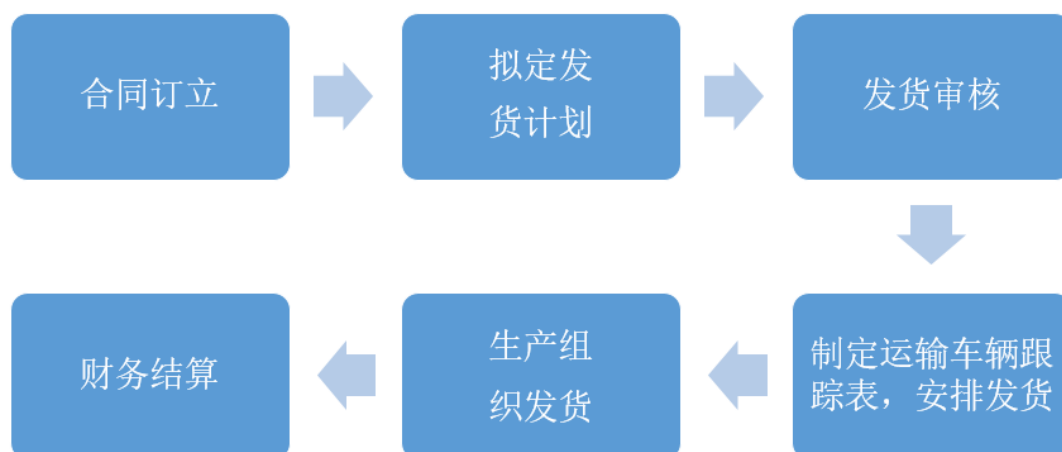 合同订立
拟定发
货计划
发货审核
制定运输车辆跟
踪表，安排发货
生产组
织发货
财务结算